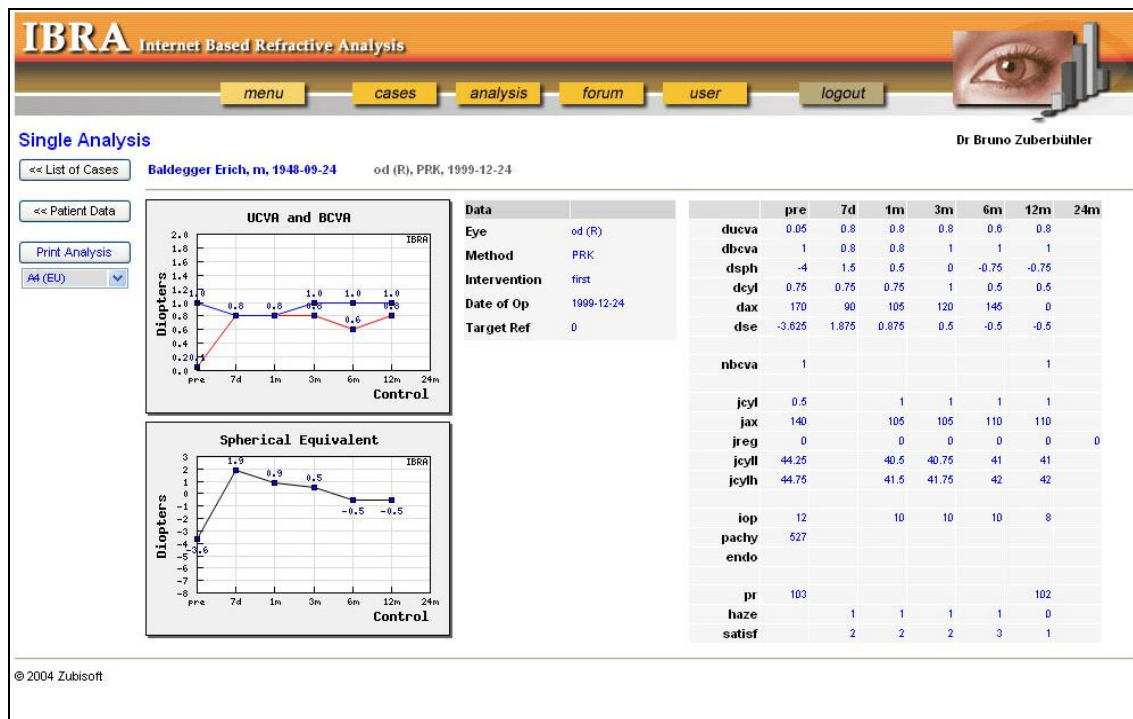 IBRA Internet Based Refractive Analysis
menu cases analysis forum user logout
Single Analysis
Dr Bruno Zuberbühler
<< List of Cases
Baldegger Erich, m, 1948-09-24 od (R), PRK, 1999-12-24
<< Patient Data
Print Analysis
A4 (EU)
UCVA and BCVA
IBRA
Diopters
2.0
1.8
1.6
1.4
1.2
1.0
0.8
0.6
0.4
0.2
0.0
1.0 0.8 0.8 1.0 1.0 1.0
0.1 0.8 0.6 0.8
pre 7d 1m 3m 6m 12m 24m
Control
Spherical Equivalent
IBRA
Diopters
3
2
1
0
-1
-2
-3
-4
-5
-6
-7
-8
-3.6 1.9 0.9 0.5 -0.5 -0.5
pre 7d 1m 3m 6m 12m 24m
Control
Data
Eye od (R)
Method PRK
Intervention first
Date of Op 1999-12-24
Target Ref 0
pre 7d 1m 3m 6m 12m 24m
ducva 0.05 0.8 0.8 0.8 0.6 0.8
dbcva 1 0.8 0.8 1 1 1
dsph -4 1.5 0.5 0 -0.75 -0.75
dcyl 0.75 0.75 0.75 1 0.5 0.5
dax 170 90 105 120 145 0
dse -3.625 1.875 0.875 0.5 -0.5 -0.5
nbcva 1 1
jcyl 0.5 1 1 1 1
jax 140 105 105 110 110
jreg 0 0 0 0 0 0
jcyll 44.25 40.5 40.75 41 41
jcylh 44.75 41.5 41.75 42 42
iop 12 10 10 10 8
pachy 527
endo
pr 103 102
haze 1 1 1 1 0
satisf 2 2 2 3 1
© 2004 Zubisoft